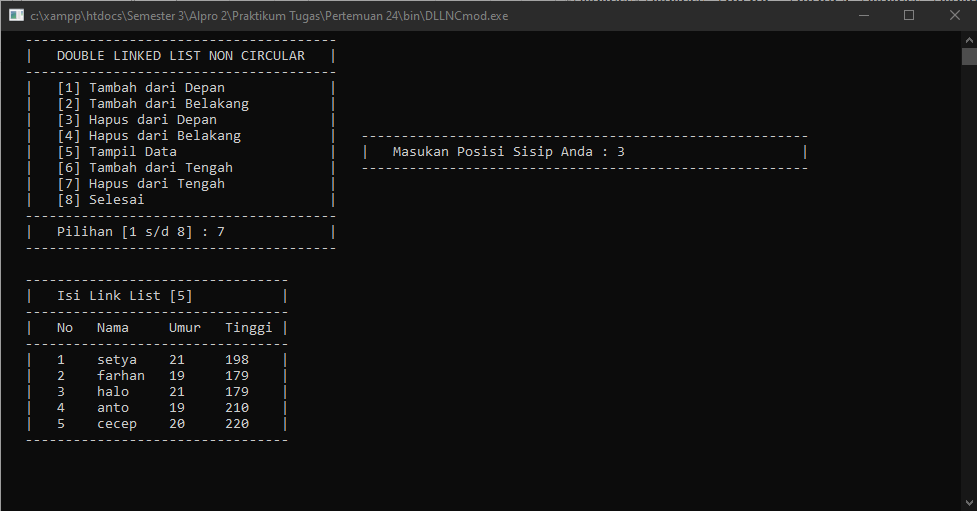 c:\xampp\htdocs\Semester 3\Alpro 2\Praktikum Tugas\Pertemuan 24\bin\DLLNCmod.exe
---------------------------------------
|   DOUBLE LINKED LIST NON CIRCULAR   |
---------------------------------------
|   [1] Tambah dari Depan             |
|   [2] Tambah dari Belakang          |
|   [3] Hapus dari Depan              |
|   [4] Hapus dari Belakang           |
|   [5] Tampil Data                   |
|   [6] Tambah dari Tengah            |
|   [7] Hapus dari Tengah             |
|   [8] Selesai                       |
---------------------------------------
|   Pilihan [1 s/d 8] : 7             |
---------------------------------------
--------------------------------------------------------
|   Masukan Posisi Sisip Anda : 3                      |
--------------------------------------------------------
---------------------------------
|   Isi Link List [5]           |
---------------------------------
|   No   Nama     Umur   Tinggi |
---------------------------------
|   1    setya    21     198    |
|   2    farhan   19     179    |
|   3    halo     21     179    |
|   4    anto     19     210    |
|   5    cecep    20     220    |
---------------------------------